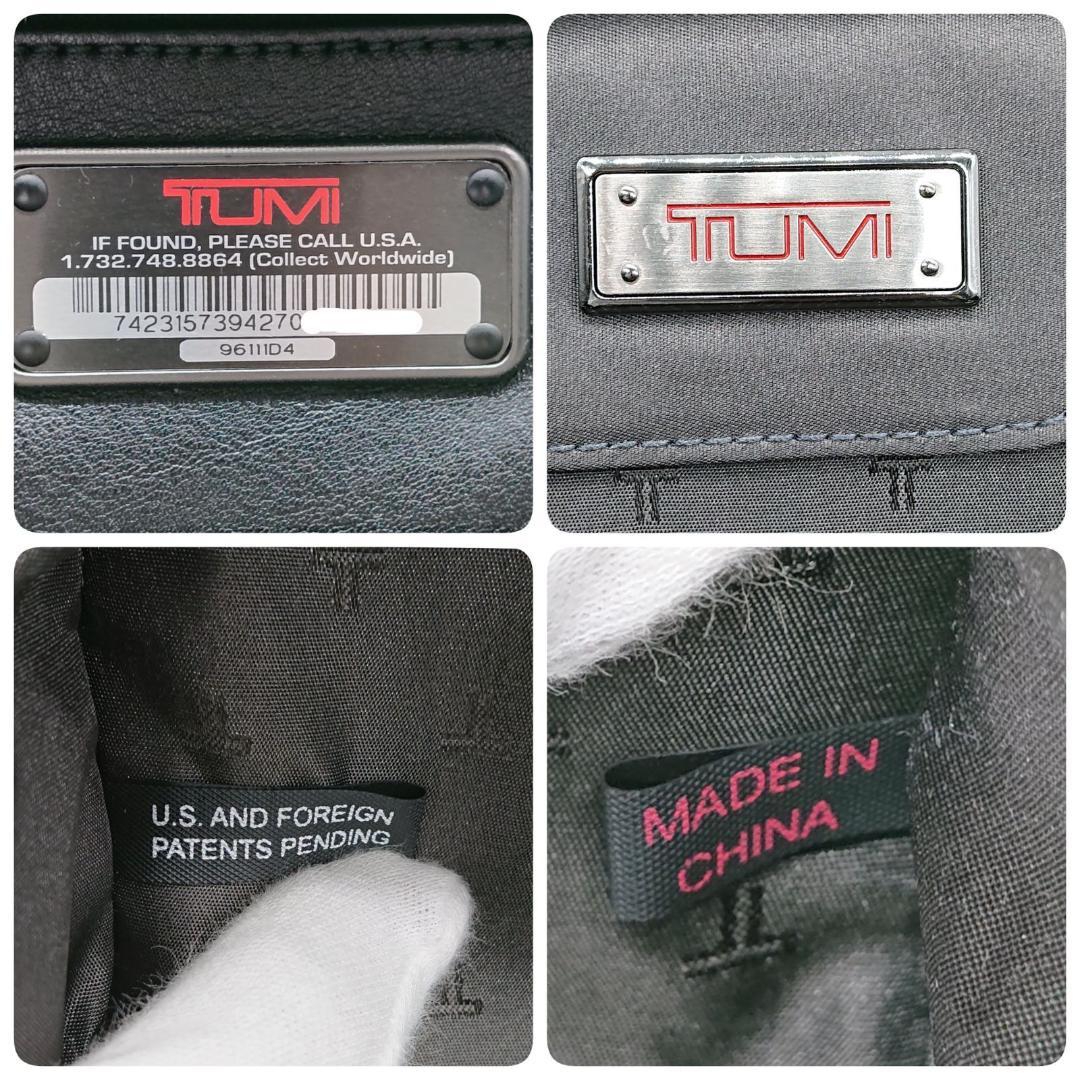 TUMI
IF FOUND, PLEASE CALL U.S.A.
1.732.748.8864 (Collect Worldwide)
7423157394270
96111D4
TUMI
U.S. AND FOREIGN
PATENTS PENDING
MADE IN
CHINA